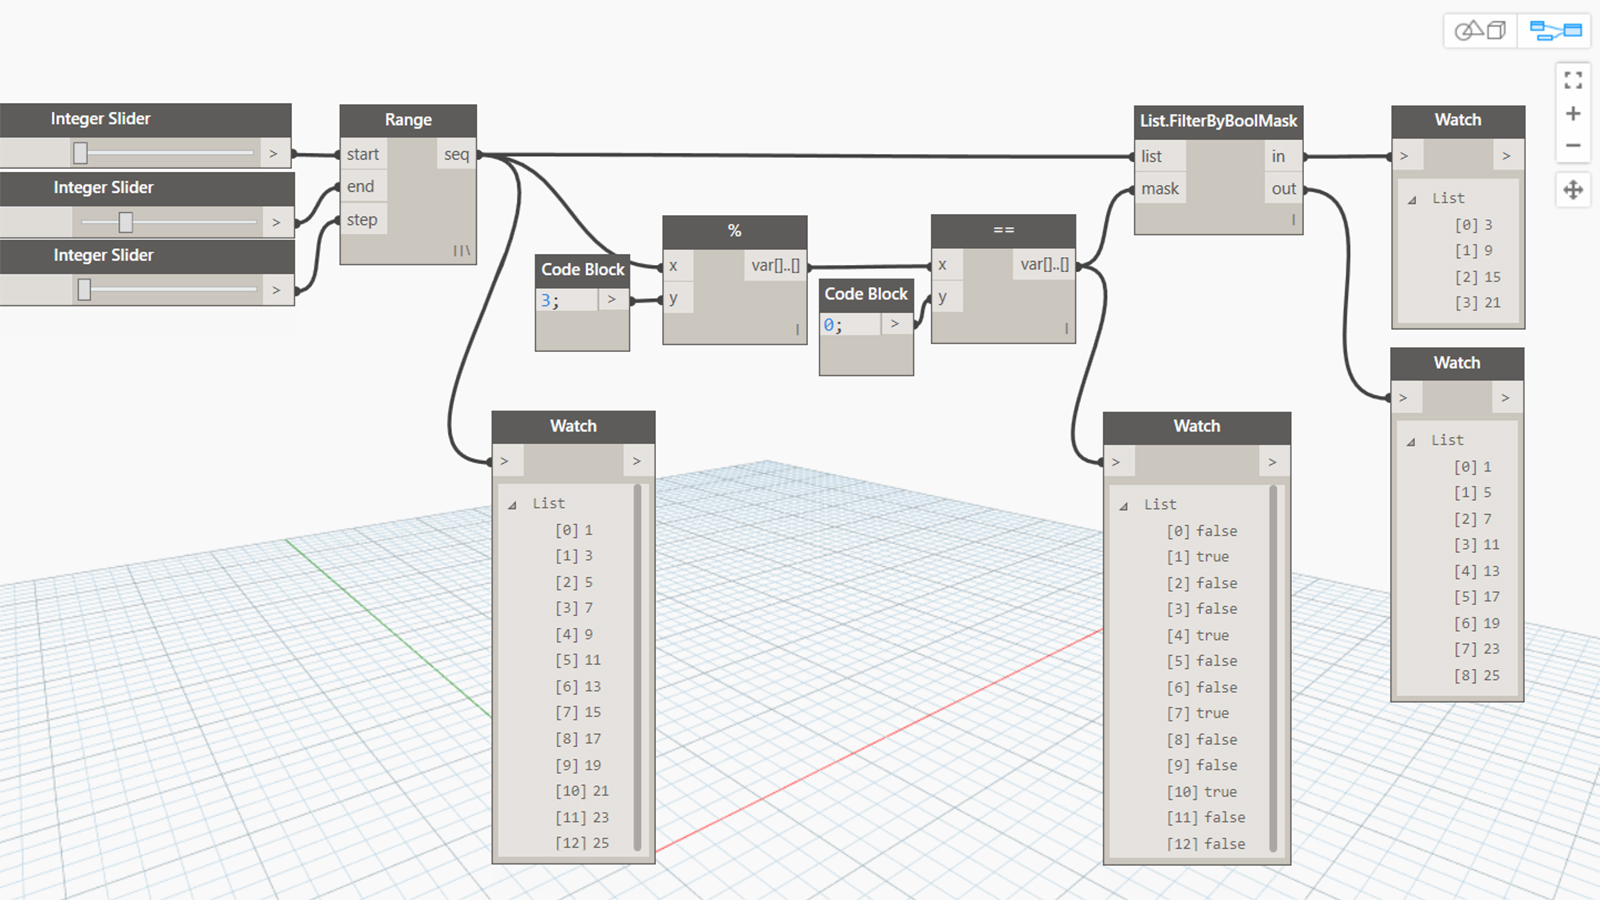 Integer Slider
>
Integer Slider
>
Integer Slider
>
Range
start
seq
end
step
Code Block
3;
>
%
x
var[]..[]
y
Code Block
0;
>
==
x
var[]..[]
y
List.FilterByBoolMask
list
in
mask
out
Watch
> >
List
[0] 3
[1] 9
[2] 15
[3] 21
Watch
> >
List
[0] 1
[1] 5
[2] 7
[3] 11
[4] 13
[5] 17
[6] 19
[7] 23
[8] 25
Watch
> >
List
[0] 1
[1] 3
[2] 5
[3] 7
[4] 9
[5] 11
[6] 13
[7] 15
[8] 17
[9] 19
[10] 21
[11] 23
[12] 25
Watch
> >
List
[0] false
[1] true
[2] false
[3] false
[4] true
[5] false
[6] false
[7] true
[8] false
[9] false
[10] true
[11] false
[12] false